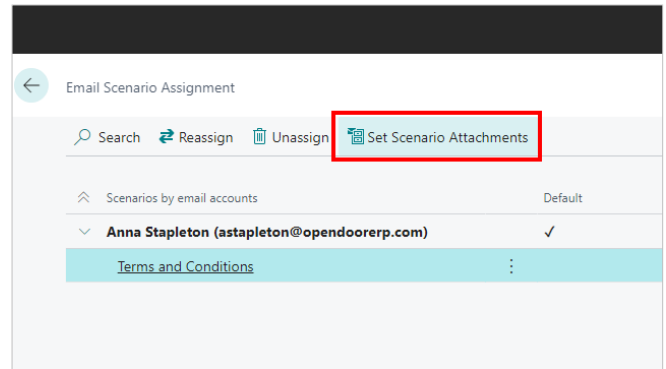 Email Scenario Assignment
Search Reassign Unassign Set Scenario Attachments
Scenarios by email accounts Default
Anna Stapleton (astapleton@opendoorerp.com)
Terms and Conditions